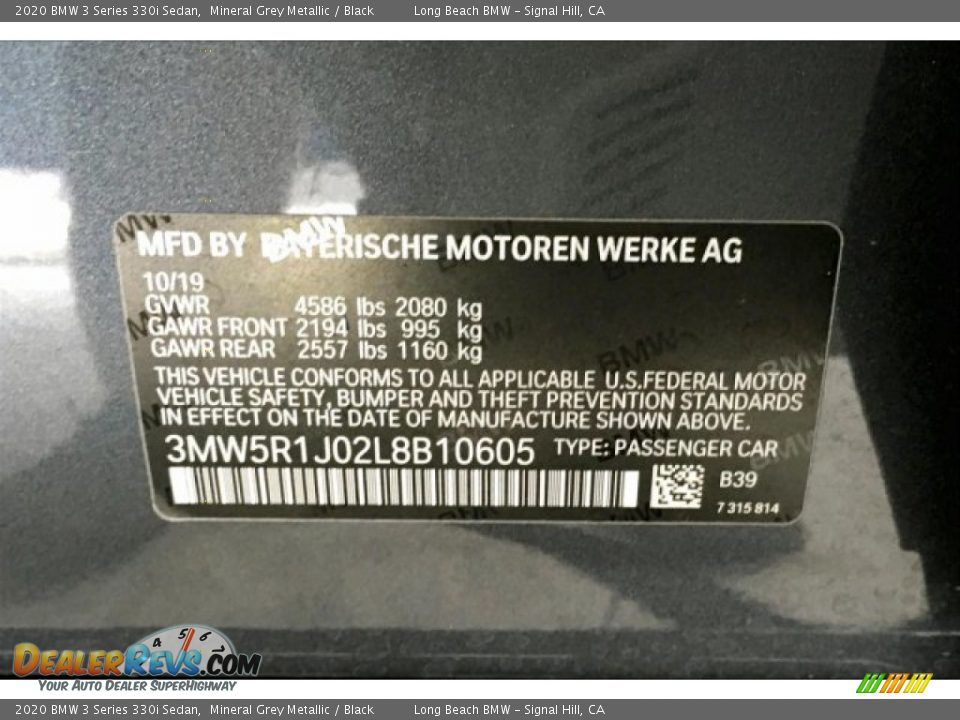 2020 BMW 3 Series 330i Sedan, Mineral Grey Metallic / Black Long Beach BMW - Signal Hill, CA
MFD BY BAYERISCHE MOTOREN WERKE AG
10/19
GVWR 4586 lbs 2080 kg
GAWR FRONT 2194 lbs 995 kg
GAWR REAR 2557 lbs 1160 kg
THIS VEHICLE CONFORMS TO ALL APPLICABLE U.S.FEDERAL MOTOR
VEHICLE SAFETY, BUMPER AND THEFT PREVENTION STANDARDS
IN EFFECT ON THE DATE OF MANUFACTURE SHOWN ABOVE.
3MW5R1J02L8B10605 TYPE: PASSENGER CAR
B39
7 315 814
4 5 6
DEALERREVS.COM
YOUR AUTO DEALER SUPERHIGHWAY
2020 BMW 3 Series 330i Sedan, Mineral Grey Metallic / Black Long Beach BMW - Signal Hill, CA